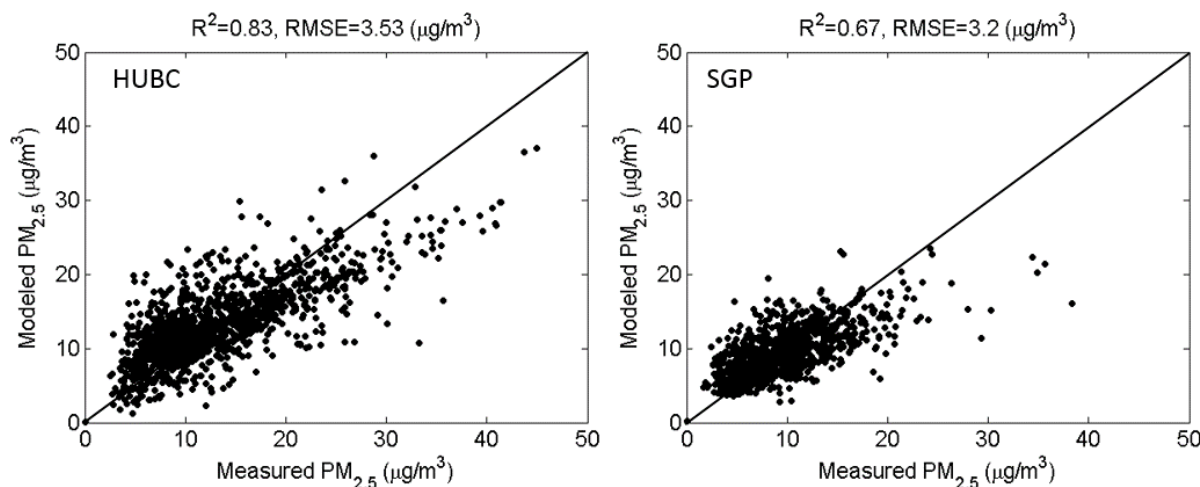 R²=0.83, RMSE=3.53 (μg/m³)
HUBC
Modeled PM₂.₅ (μg/m³)
50
40
30
20
10
0
0 10 20 30 40 50
Measured PM₂.₅ (μg/m³)
R²=0.67, RMSE=3.2 (μg/m³)
SGP
Modeled PM₂.₅ (μg/m³)
50
40
30
20
10
0
0 10 20 30 40 50
Measured PM₂.₅ (μg/m³)